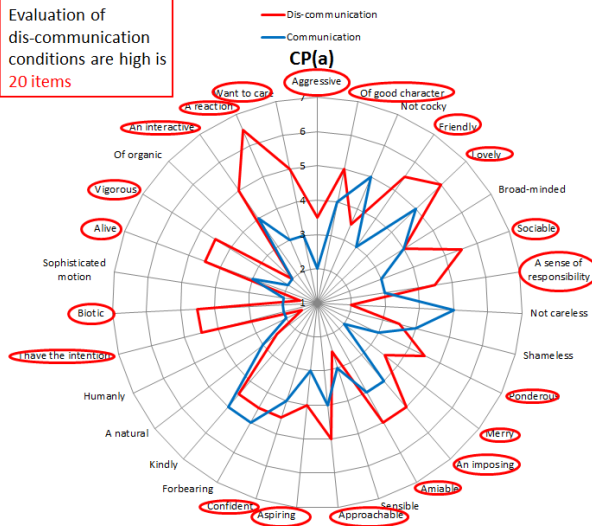 Evaluation of
dis-communication
conditions are high is
20 items
Dis-communication
Communication
CP(a)
Aggressive
Of good character
Not cocky
Friendly
Lovely
Broad-minded
Sociable
A sense of
responsibility
Not careless
Shameless
Ponderous
Merry
An imposing
Amiable
Sensible
Approachable
Aspiring
Confident
Forbearing
Kindly
A natural
Humanly
I have the intention
Biotic
Sophisticated
motion
Alive
Vigorous
Of organic
An interactive
A reaction
Want to care
7
6
5
4
3
2
1